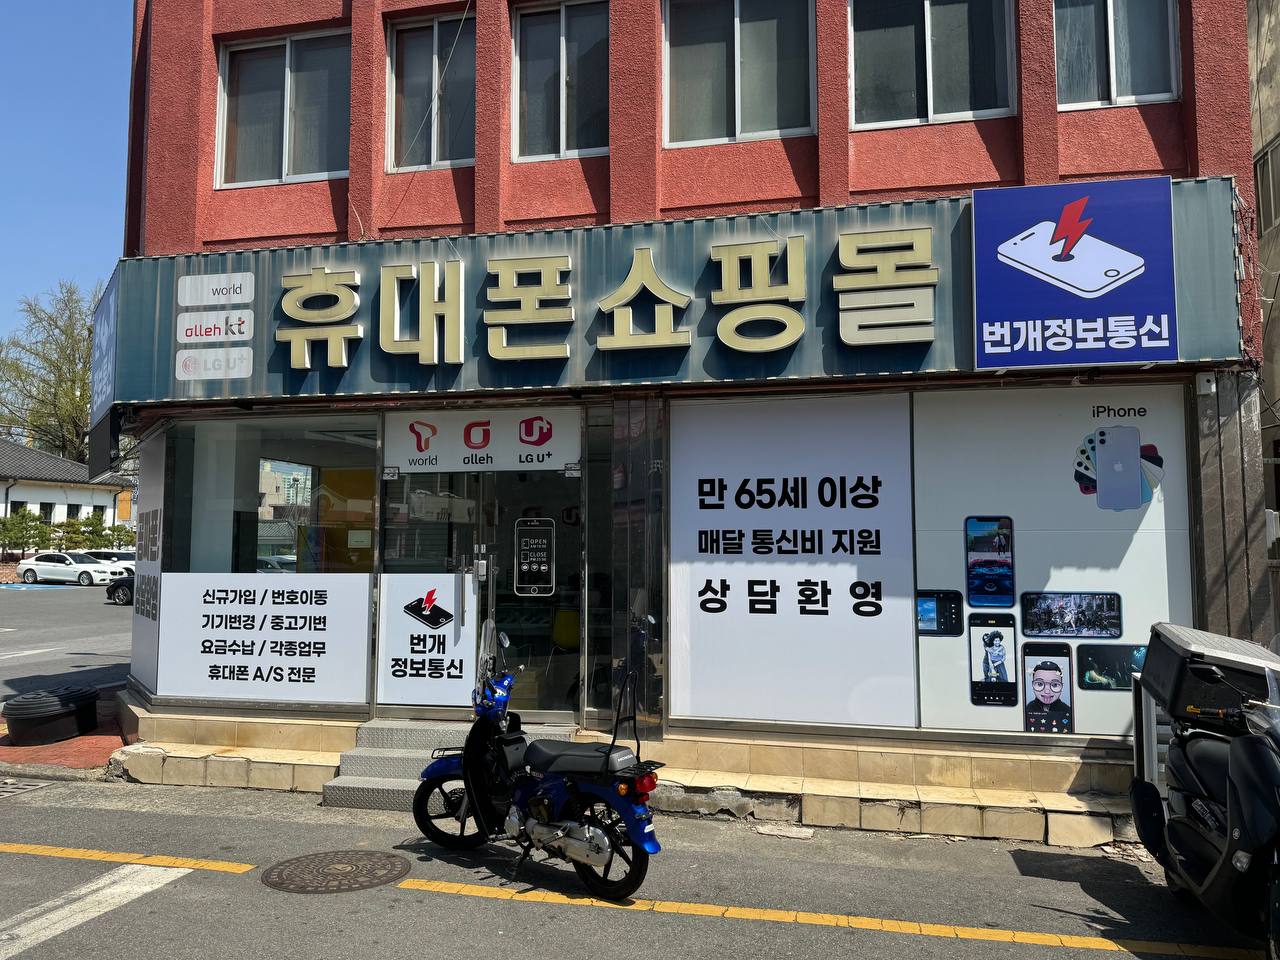 world
olleh kt
LG U+
휴대폰쇼핑몰
번개정보통신
world
olleh
LG U+
OPEN
CLOSE
신규가입 / 번호이동
기기변경 / 중고기변
요금수납 / 각종업무
휴대폰 A/S 전문
번개
정보통신
만 65세 이상
매달 통신비 지원
상담환영
iPhone